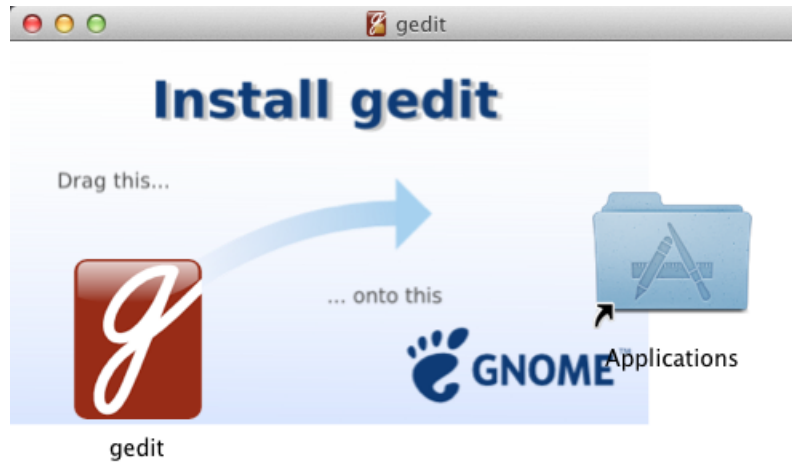 gedit
Install gedit
Drag this...
... onto this
GNOME™
Applications
gedit